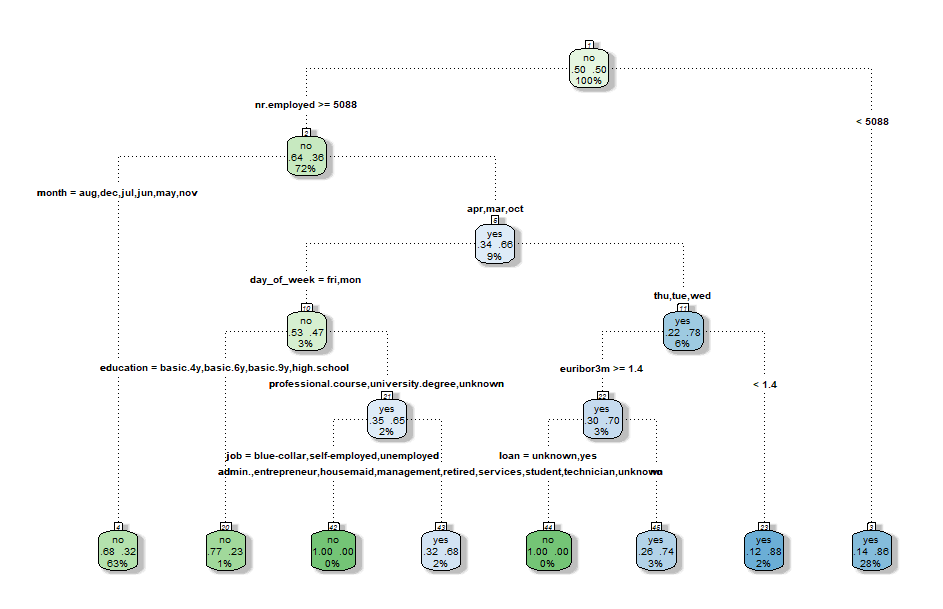 1
no
.50 .50
100%
nr.employed >= 5088
< 5088
2
no
.64 .36
72%
month = aug,dec,jul,jun,may,nov
apr,mar,oct
5
yes
.34 .66
9%
day_of_week = fri,mon
thu,tue,wed
10
no
.53 .47
3%
11
yes
.22 .78
6%
education = basic.4y,basic.6y,basic.9y,high.school
professional.course,university.degree,unknown
euribor3m >= 1.4
< 1.4
21
yes
.35 .65
2%
22
yes
.30 .70
3%
job = blue-collar,self-employed,unemployed
admin.,entrepreneur,housemaid,management,retired,services,student,technician,unknown
loan = unknown,yes
no
4
no
.68 .32
63%
20
no
.77 .23
1%
42
no
1.00 .00
0%
43
yes
.32 .68
2%
44
no
1.00 .00
0%
45
yes
.26 .74
3%
23
yes
.12 .88
2%
3
yes
.14 .86
28%